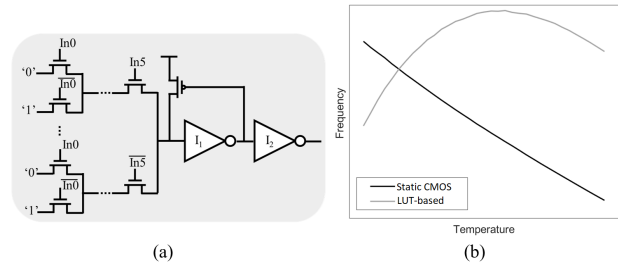 In0
'0'
In0
'1'
In5
In0
'0'
In0
'1'
In5
I1
I2
(a)
Frequency
Static CMOS
LUT-based
Temperature
(b)